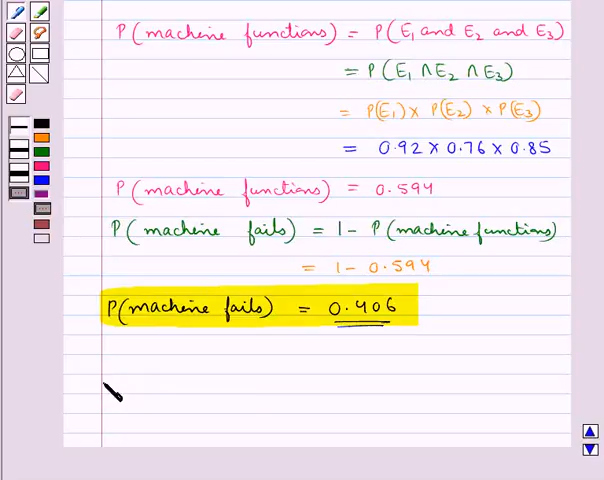 P(machine functions) = P(E₁ and E₂ and E₃)
= P(E₁ ∩ E₂ ∩ E₃)
= P(E₁) × P(E₂) × P(E₃)
= 0.92 × 0.76 × 0.85
P(machine functions) = 0.594
P(machine fails) = 1 - P(machine functions)
= 1 - 0.594
P(machine fails) = 0.406